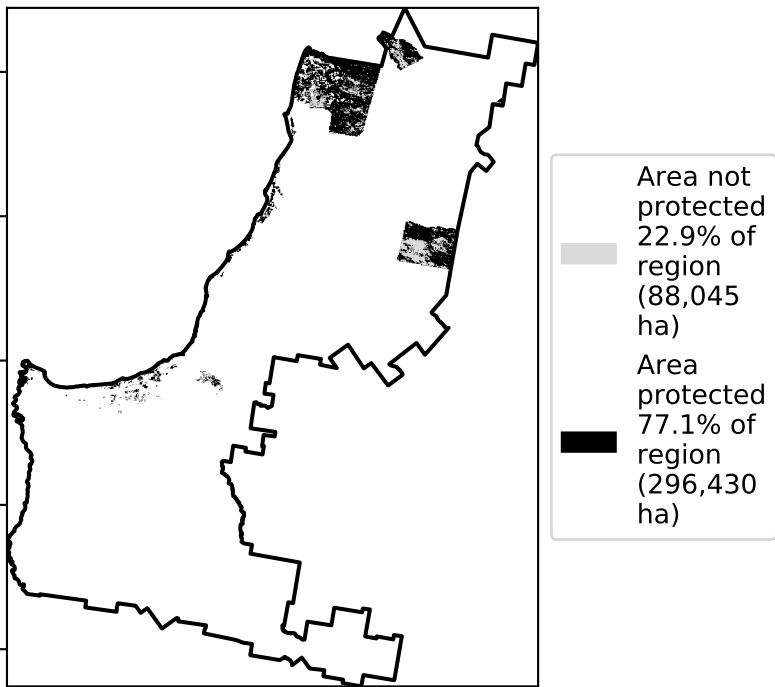 Area not
protected
22.9% of
region
(88,045
ha)
Area
protected
77.1% of
region
(296,430
ha)